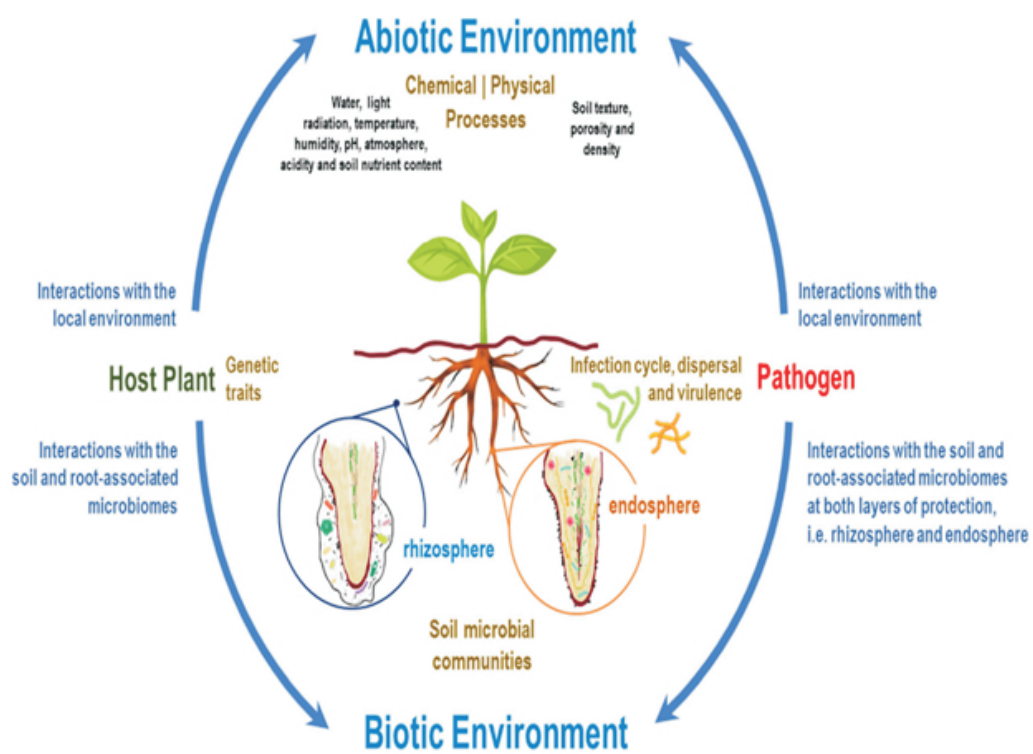 Abiotic Environment
Chemical | Physical
Processes
Water, light
radiation, temperature,
humidity, pH, atmosphere,
acidity and soil nutrient content
Soil texture,
porosity and
density
Interactions with the
local environment
Interactions with the
local environment
Host Plant
Genetic
traits
Infection cycle, dispersal
and virulence
Pathogen
Interactions with the
soil and root-associated
microbiomes
Interactions with the soil and
root-associated microbiomes
at both layers of protection,
i.e. rhizosphere and endosphere
rhizosphere
endosphere
Soil microbial
communities
Biotic Environment